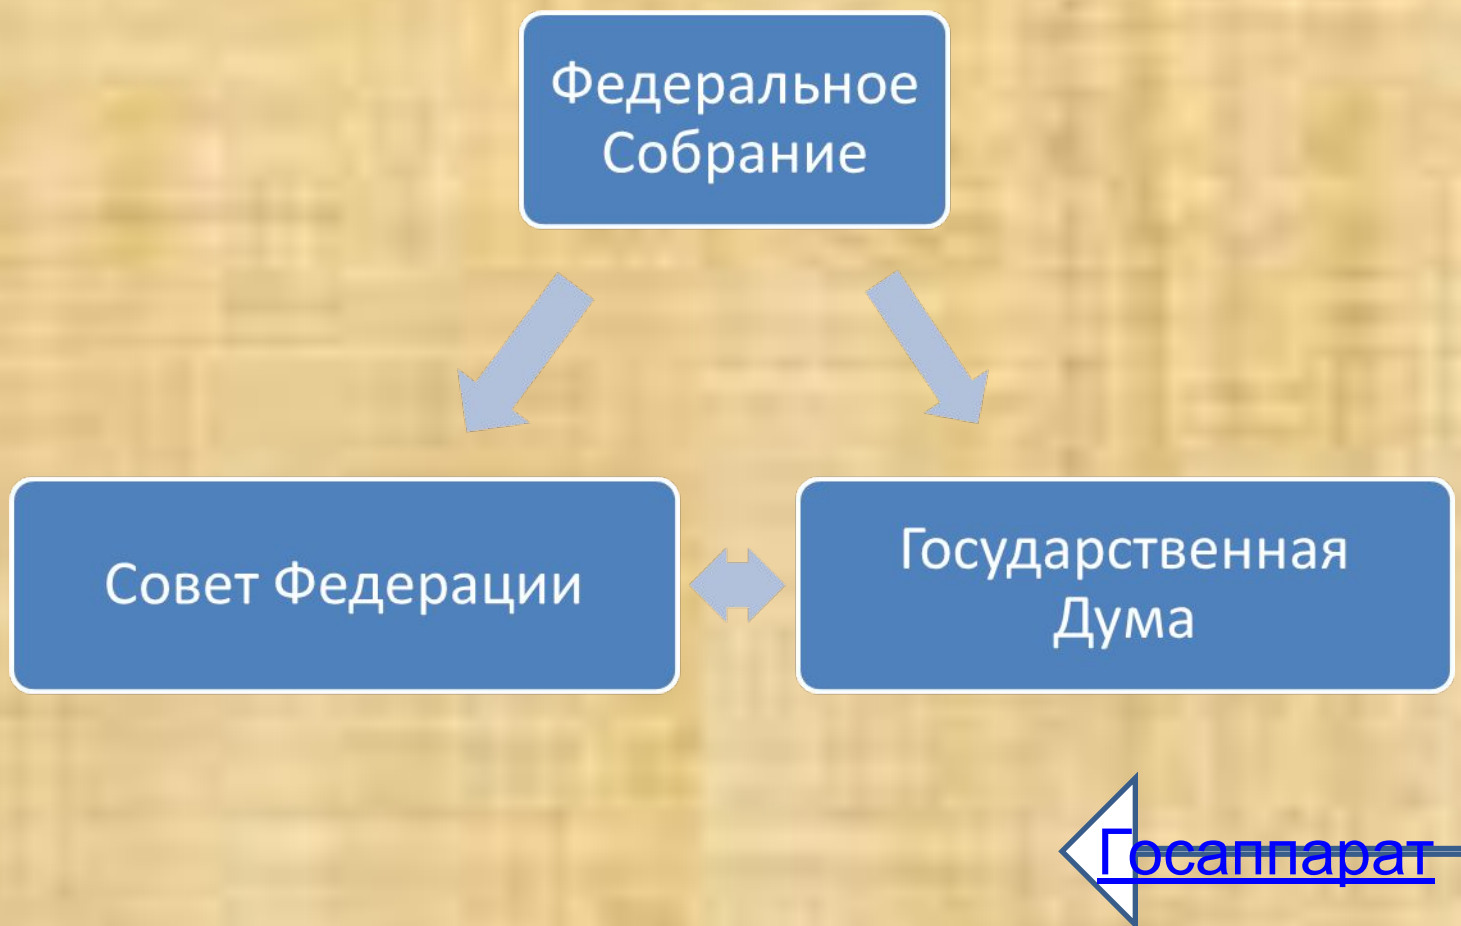 Федеральное
Собрание
Совет Федерации
Государственная
Дума
Госаппарат